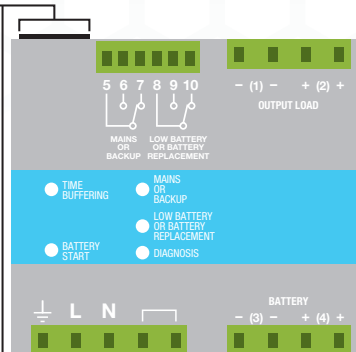 5 6 7 8 9 10
MAINS
OR
BACKUP
LOW BATTERY
OR BATTERY
REPLACEMENT
− (1) − + (2) +
OUTPUT LOAD
TIME
BUFFERING
MAINS
OR
BACKUP
LOW BATTERY
OR BATTERY
REPLACEMENT
BATTERY
START
DIAGNOSIS
L N
BATTERY
− (3) − + (4) +